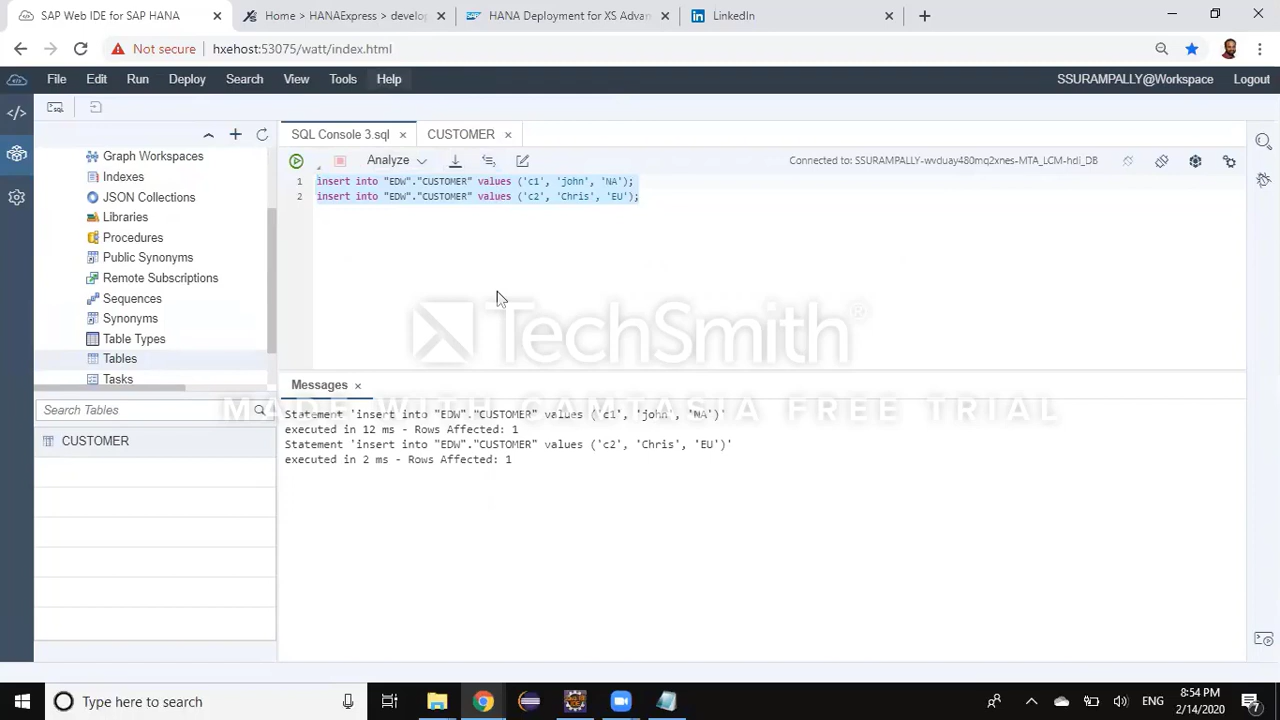 SAP Web IDE for SAP HANA
Home > HANAExpress > develop
HANA Deployment for XS Advan
LinkedIn
Not secure
hxehost:53075/watt/index.html
File Edit Run Deploy Search View Tools Help
SSURAMPALLY@Workspace Logout
SQL Console 3.sql
CUSTOMER
Analyze
Connected to: SSURAMPALLY-wvduay480mq2xnes-MTA_LCM-hdi_DB
Graph Workspaces
Indexes
JSON Collections
Libraries
Procedures
Public Synonyms
Remote Subscriptions
Sequences
Synonyms
Table Types
Tables
Tasks
Search Tables
CUSTOMER
1 insert into "EDW"."CUSTOMER" values ('c1', 'john', 'NA');
2 insert into "EDW"."CUSTOMER" values ('c2', 'Chris', 'EU');
TechSmith®
MADE WITH CAMTASIA FREE TRIAL
Messages
Statement 'insert into "EDW"."CUSTOMER" values ('c1', 'john', 'NA')'
executed in 12 ms - Rows Affected: 1
Statement 'insert into "EDW"."CUSTOMER" values ('c2', 'Chris', 'EU')'
executed in 2 ms - Rows Affected: 1
Type here to search
ENG
8:54 PM
2/14/2020
7